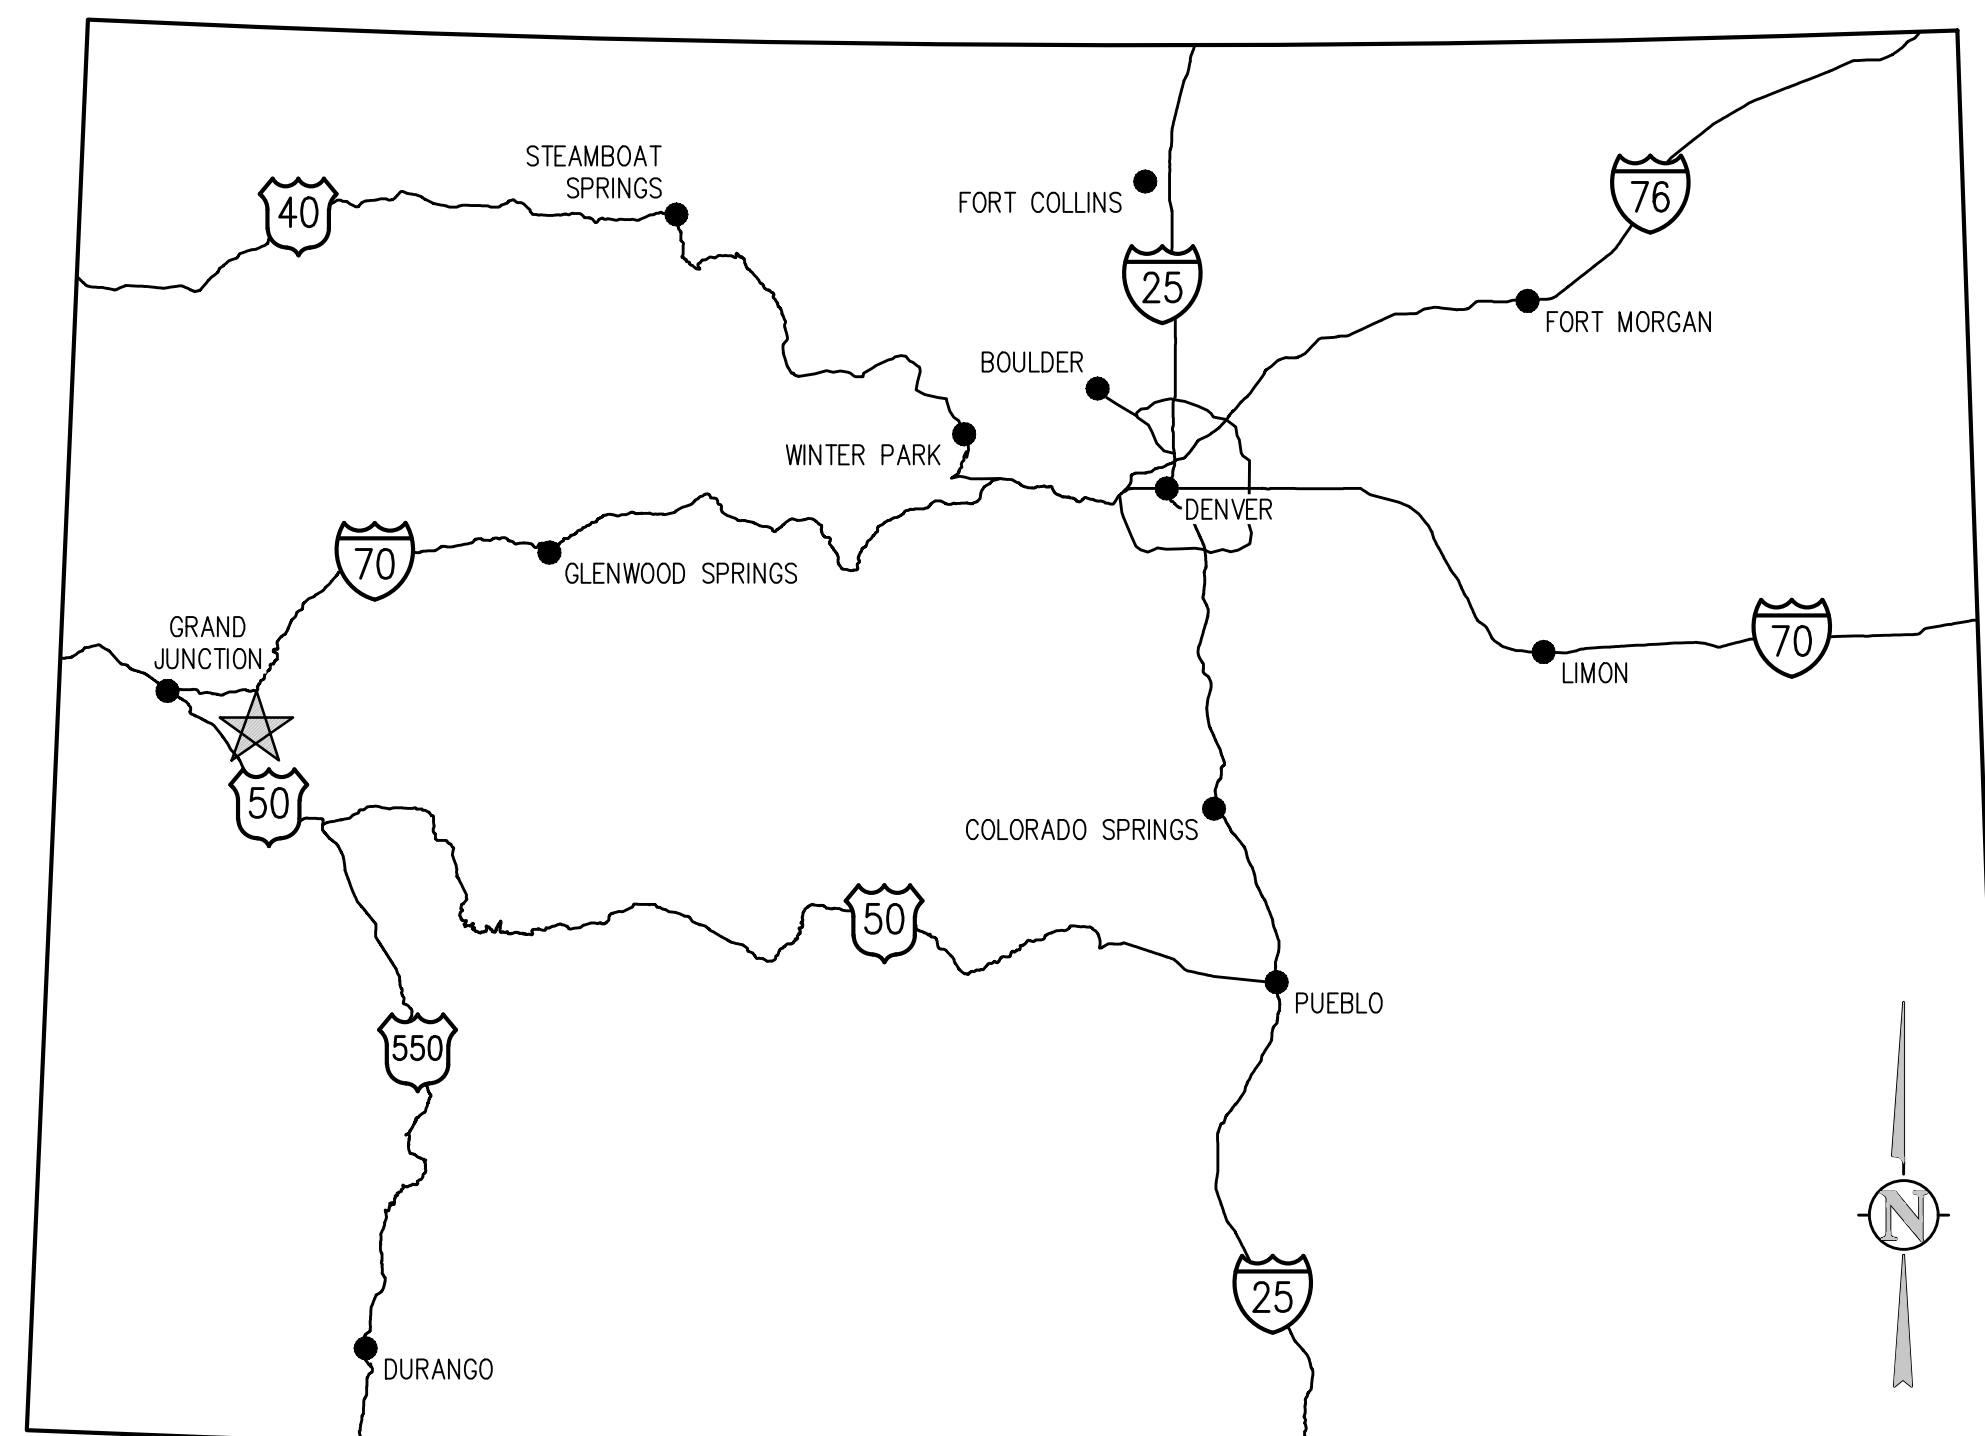 STEAMBOAT
SPRINGS
40
FORT COLLINS
76
25
FORT MORGAN
BOULDER
WINTER PARK
DENVER
70
GLENWOOD SPRINGS
GRAND
JUNCTION
70
LIMON
50
COLORADO SPRINGS
50
PUEBLO
550
N
25
DURANGO